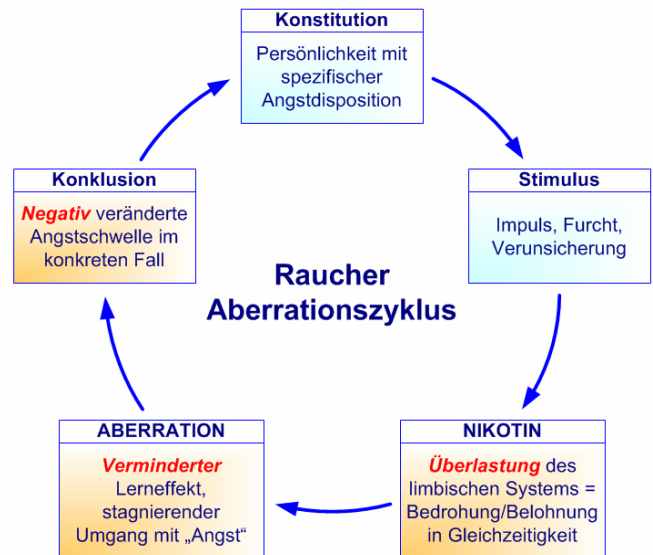 Konstitution
Persönlichkeit mit
spezifischer
Angstdisposition
Stimulus
Impuls, Furcht,
Verunsicherung
NIKOTIN
Überlastung des
limbischen Systems =
Bedrohung/Belohnung
in Gleichzeitigkeit
ABERRATION
Verminderter
Lerneffekt,
stagnierender
Umgang mit „Angst“
Konklusion
Negativ veränderte
Angstschwelle im
konkreten Fall
Raucher
Aberrationszyklus